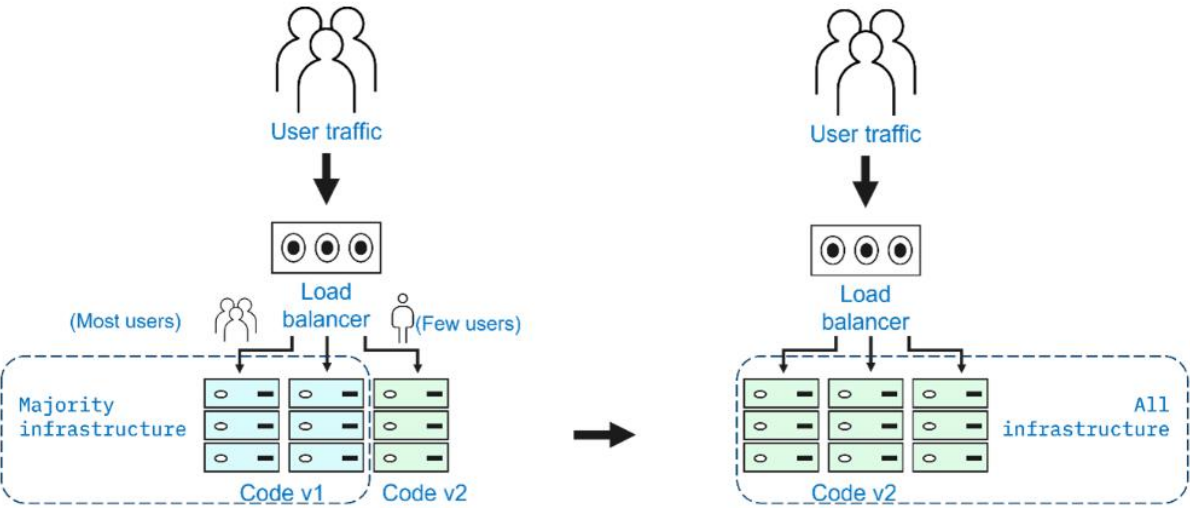 User traffic
User traffic
Load
balancer
(Most users)
(Few users)
Majority
infrastructure
Code v1
Code v2
Load
balancer
All
infrastructure
Code v2